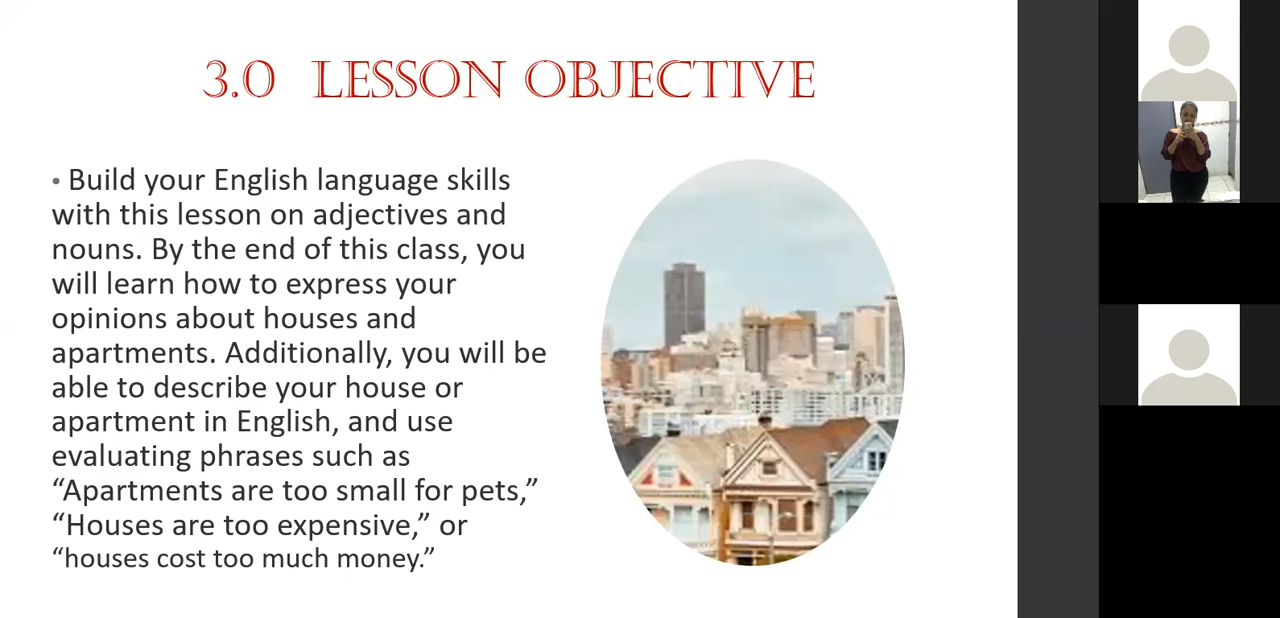 3.0 LESSON OBJECTIVE
• Build your English language skills
with this lesson on adjectives and
nouns. By the end of this class, you
will learn how to express your
opinions about houses and
apartments. Additionally, you will be
able to describe your house or
apartment in English, and use
evaluating phrases such as
“Apartments are too small for pets,”
“Houses are too expensive,” or
“houses cost too much money.”